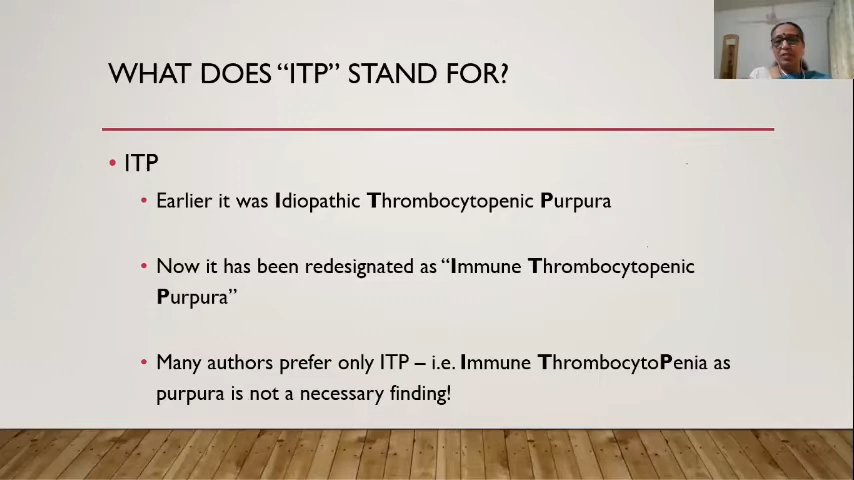 WHAT DOES “ITP” STAND FOR?
• ITP
• Earlier it was Idiopathic Thrombocytopenic Purpura
• Now it has been redesignated as “Immune Thrombocytopenic
Purpura”
• Many authors prefer only ITP – i.e. Immune ThrombocytoPenia as
purpura is not a necessary finding!